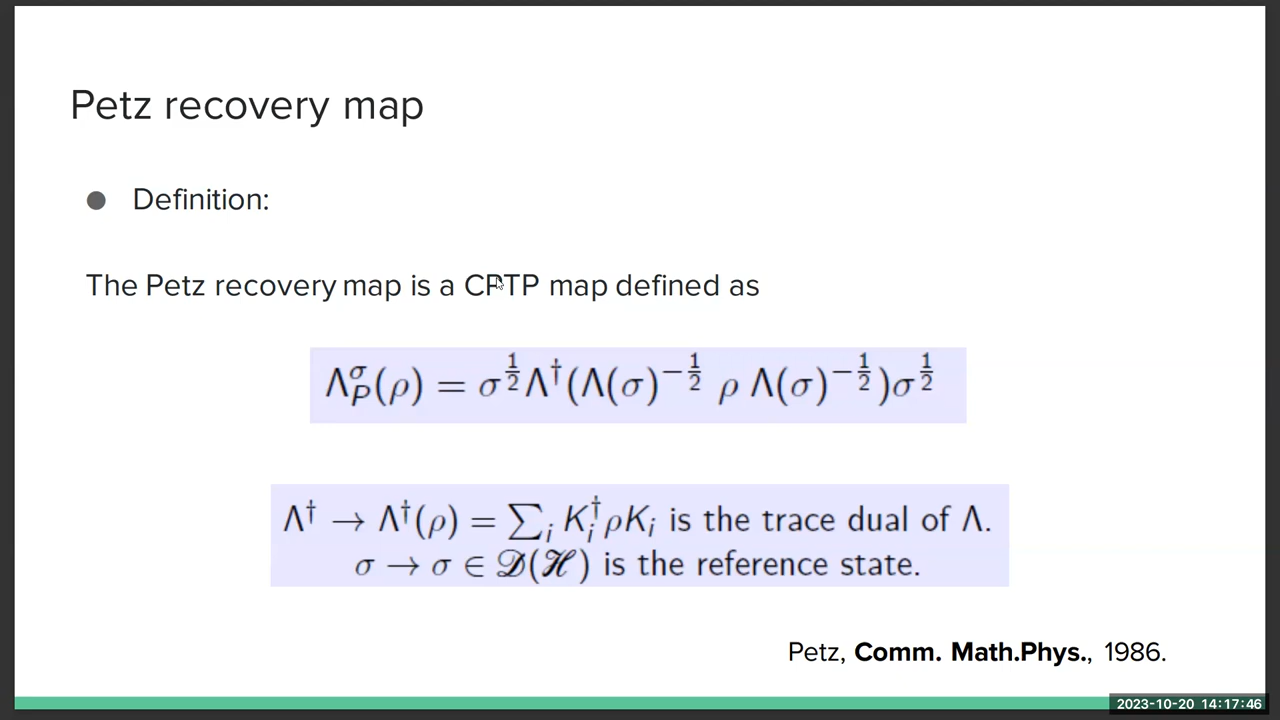 Petz recovery map
● Definition:
The Petz recovery map is a CPTP map defined as
Λ_P^σ(ρ) = σ^{1/2}Λ^†(Λ(σ)^{-1/2} ρ Λ(σ)^{-1/2})σ^{1/2}
Λ^† → Λ^†(ρ) = ∑_i K_i^†ρK_i is the trace dual of Λ.
σ → σ ∈ 𝒟(ℋ) is the reference state.
Petz, Comm. Math.Phys., 1986.
2023-10-20 14:17:46